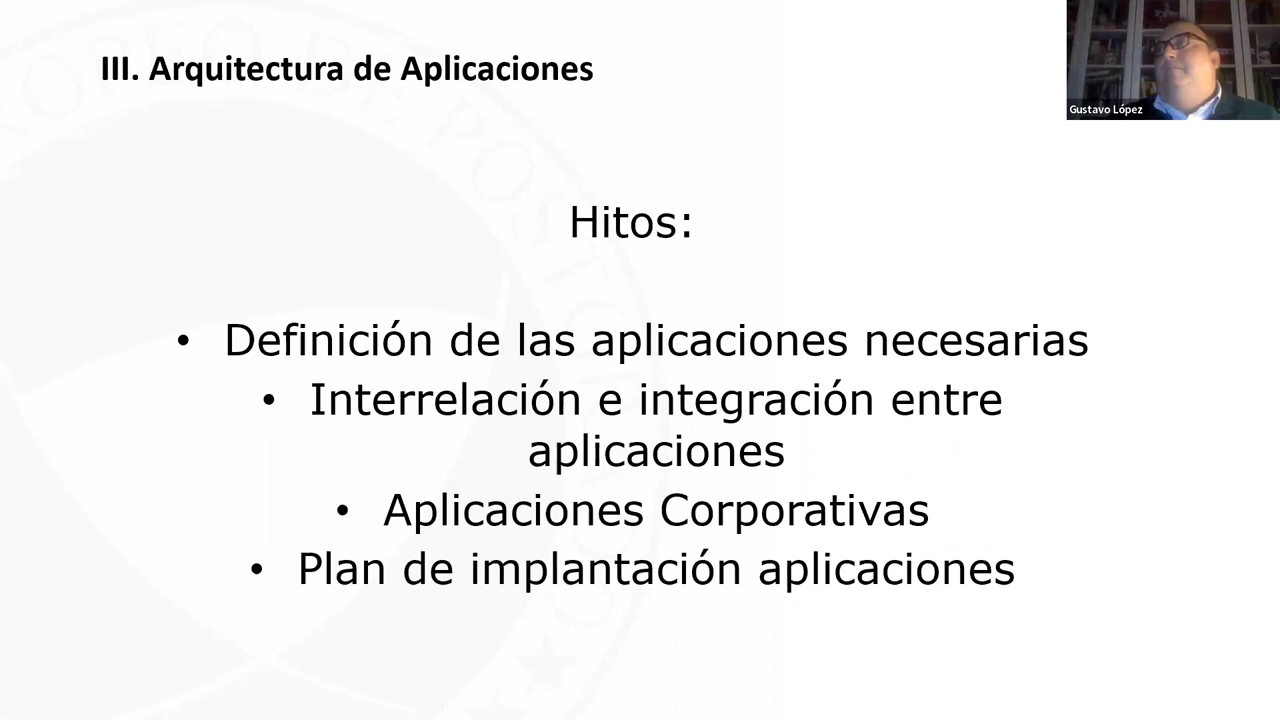 III. Arquitectura de Aplicaciones
Gustavo López
Hitos:
• Definición de las aplicaciones necesarias
• Interrelación e integración entre
aplicaciones
• Aplicaciones Corporativas
• Plan de implantación aplicaciones